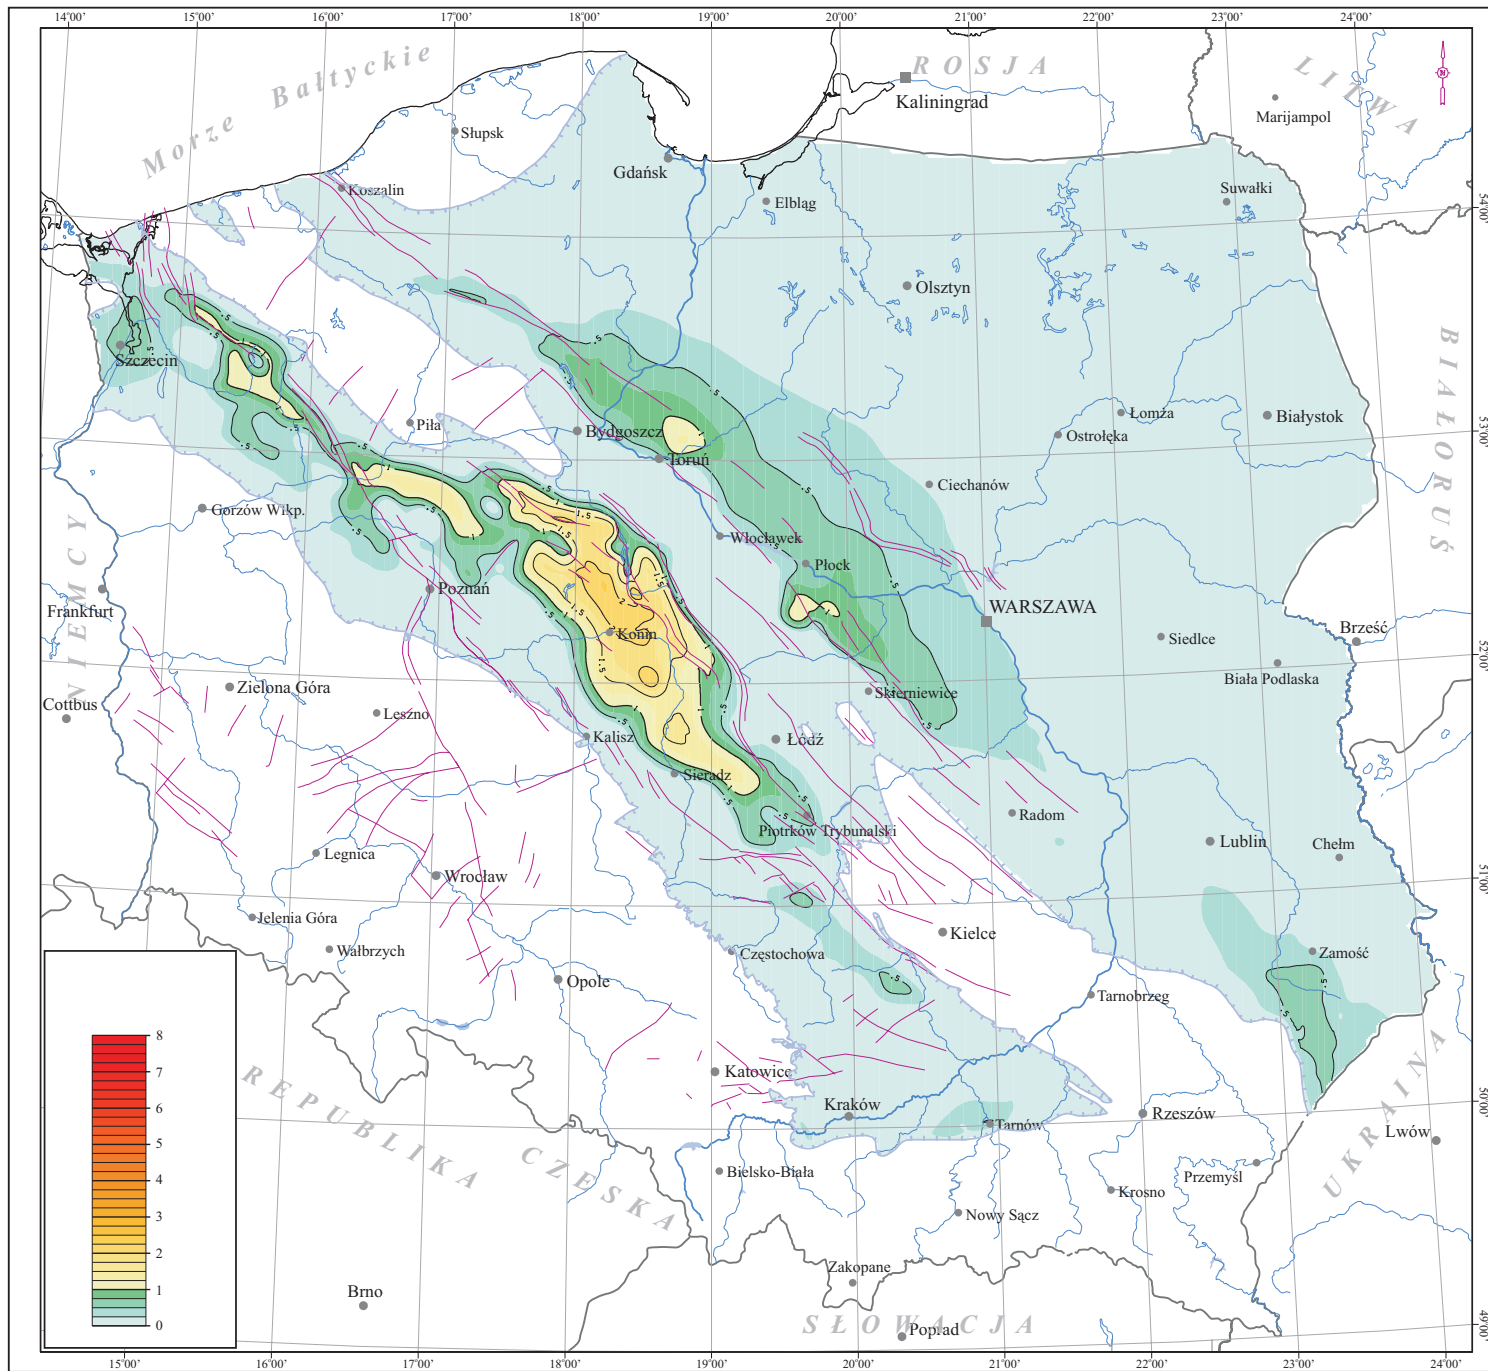 14°00' 15°00' 16°00' 17°00' 18°00' 19°00' 20°00' 21°00' 22°00' 23°00' 24°00'
Morze Bałtyckie
ROSJA
LITWA
N
Kaliningrad
Marijampol
Słupsk
Gdańsk
Koszalin
Elbląg
Suwałki
54°00'
Olsztyn
BIAŁORUŚ
Szczecin
Piła
Bydgoszcz
Toruń
Łomża
Ostrołęka
Białystok
53°00'
Gorzów Wlkp.
Ciechanów
Włocławek
Płock
NIEMCY
Frankfurt
Poznań
WARSZAWA
Konin
Siedlce
Brześć
52°00'
Biała Podlaska
Zielona Góra
Cottbus
Leszno
Skierniewice
Kalisz
Łódź
Sieradz
Piotrków Trybunalski
Radom
Lublin
Chełm
Legnica
Wrocław
51°00'
Jelenia Góra
Wałbrzych
Kielce
Częstochowa
Zamość
Opole
Tarnobrzeg
REPUBLIKA CZESKA
Katowice
Kraków
Tarnów
Rzeszów
50°00'
Lwów
UKRAINA
Bielsko-Biała
Przemyśl
Krosno
Nowy Sącz
Zakopane
Brno
SŁOWACJA
Poprad
49°00'
8
7
6
5
4
3
2
1
0
.5
1
1.5
2
15°00' 16°00' 17°00' 18°00' 19°00' 20°00' 21°00' 22°00' 23°00' 24°00'